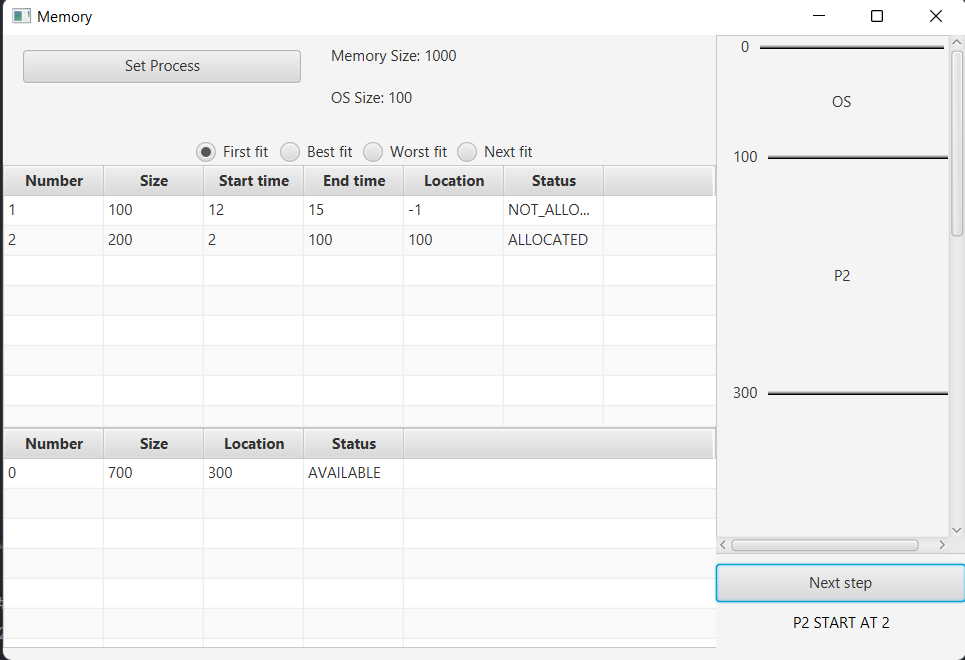 Memory
Set Process
Memory Size: 1000
OS Size: 100
First fit Best fit Worst fit Next fit
Number Size Start time End time Location Status
1 100 12 15 -1 NOT_ALLO...
2 200 2 100 100 ALLOCATED
Number Size Location Status
0 700 300 AVAILABLE
0
OS
100
P2
300
Next step
P2 START AT 2